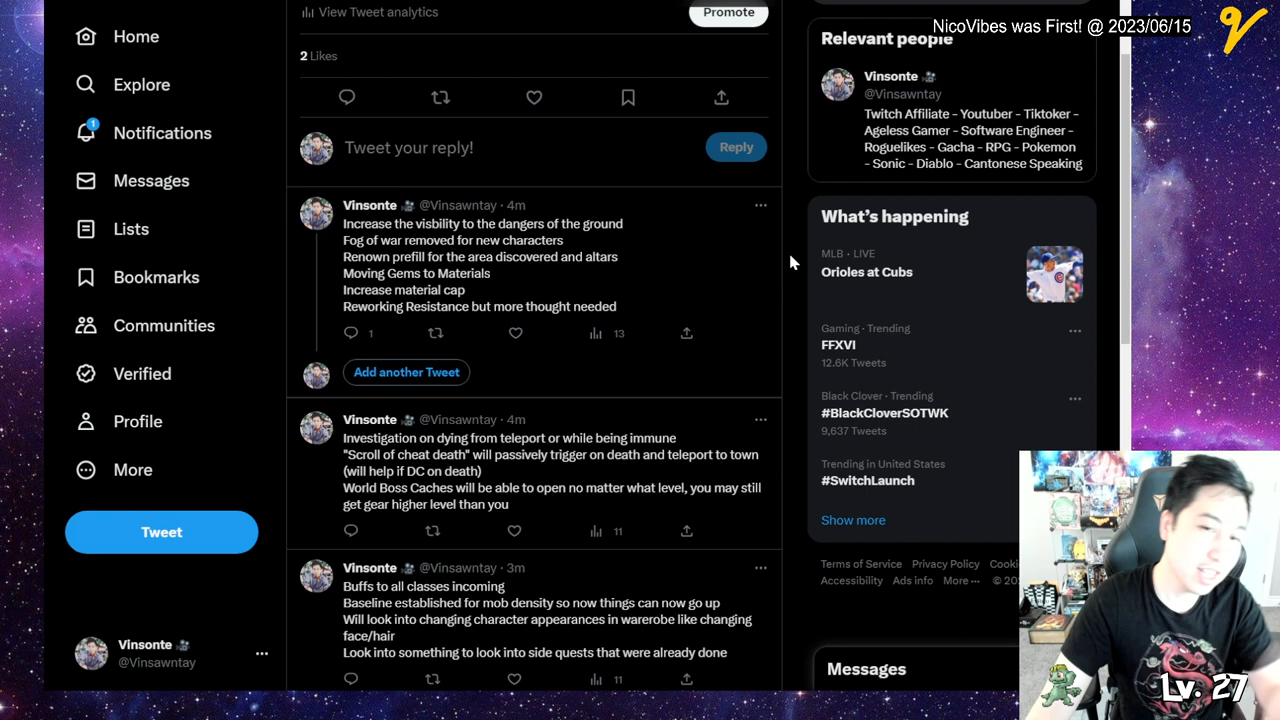 NicoVibes was First! @ 2023/06/15
Home
Explore
1
Notifications
Messages
Lists
Bookmarks
Communities
Verified
Profile
More
Tweet
Vinsonte
@Vinsawntay
View Tweet analytics
Promote
2 Likes
Tweet your reply!
Reply
Vinsonte @Vinsawntay · 4m
Increase the visbility to the dangers of the ground
Fog of war removed for new characters
Renown prefill for the area discovered and altars
Moving Gems to Materials
Increase material cap
Reworking Resistance but more thought needed
1
13
Add another Tweet
Vinsonte @Vinsawntay · 4m
Investigation on dying from teleport or while being immune
"Scroll of cheat death" will passively trigger on death and teleport to town
(will help if DC on death)
World Boss Caches will be able to open no matter what level, you may still
get gear higher level than you
11
Vinsonte @Vinsawntay · 3m
Buffs to all classes incoming
Baseline established for mob density so now things can now go up
Will look into changing character appearances in warerobe like changing
face/hair
Look into something to look into side quests that were already done
11
Relevant people
Vinsonte
@Vinsawntay
Twitch Affiliate - Youtuber - Tiktoker -
Ageless Gamer - Software Engineer -
Roguelikes - Gacha - RPG - Pokemon
- Sonic - Diablo - Cantonese Speaking
What's happening
MLB · LIVE
Orioles at Cubs
Gaming · Trending
FFXVI
12.6K Tweets
Black Clover · Trending
#BlackCloverSOTWK
9,637 Tweets
Trending in United States
#SwitchLaunch
Show more
Terms of Service Privacy Policy
Accessibility Ads info More ···
Messages
Lv. 27